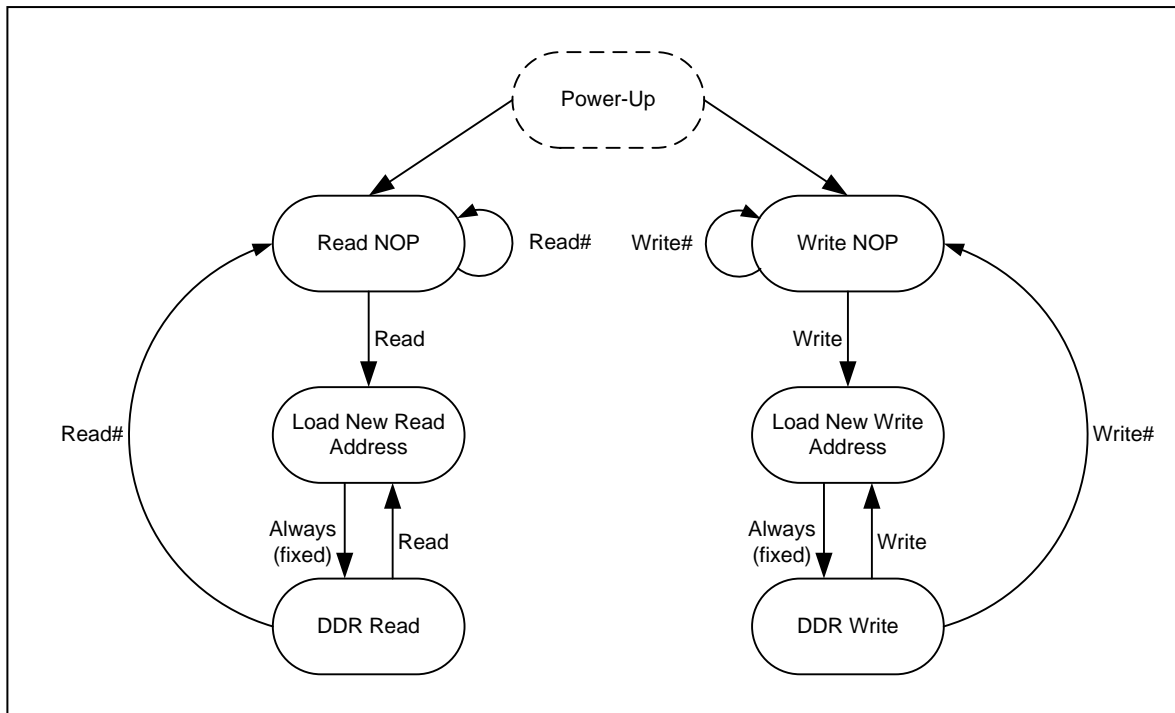 Power-Up
Read NOP
Read#
Write#
Write NOP
Read
Write
Load New Read
Address
Load New Write
Address
Read#
Write#
Always
(fixed)
Read
Always
(fixed)
Write
DDR Read
DDR Write